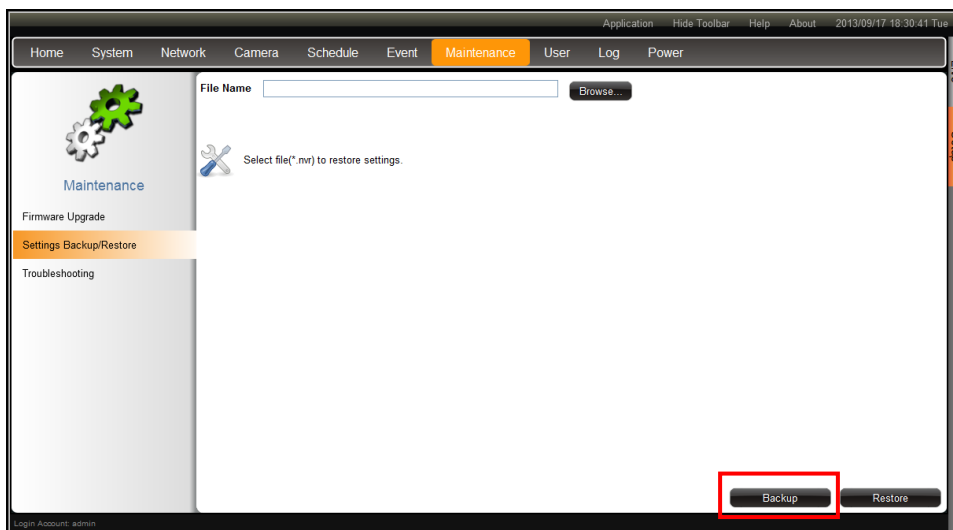 Application Hide Toolbar Help About 2013/09/17 18:30:41 Tue
Home System Network Camera Schedule Event Maintenance User Log Power
File Name Browse...
Select file(*.nvr) to restore settings.
Maintenance
Firmware Upgrade
Settings Backup/Restore
Troubleshooting
Backup Restore
Login Account: admin